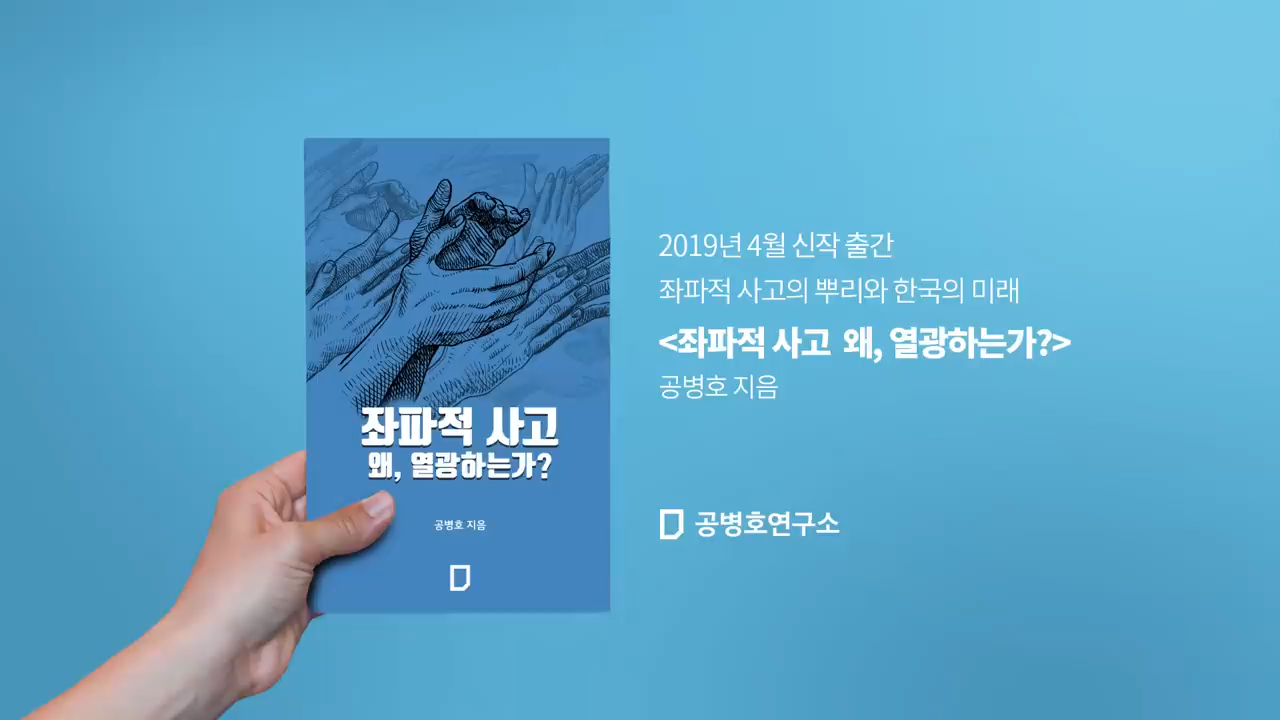 좌파적 사고
왜, 열광하는가?
공병호 지음
2019년 4월 신작 출간
좌파적 사고의 뿌리와 한국의 미래
<좌파적 사고 왜, 열광하는가?>
공병호 지음
공병호연구소